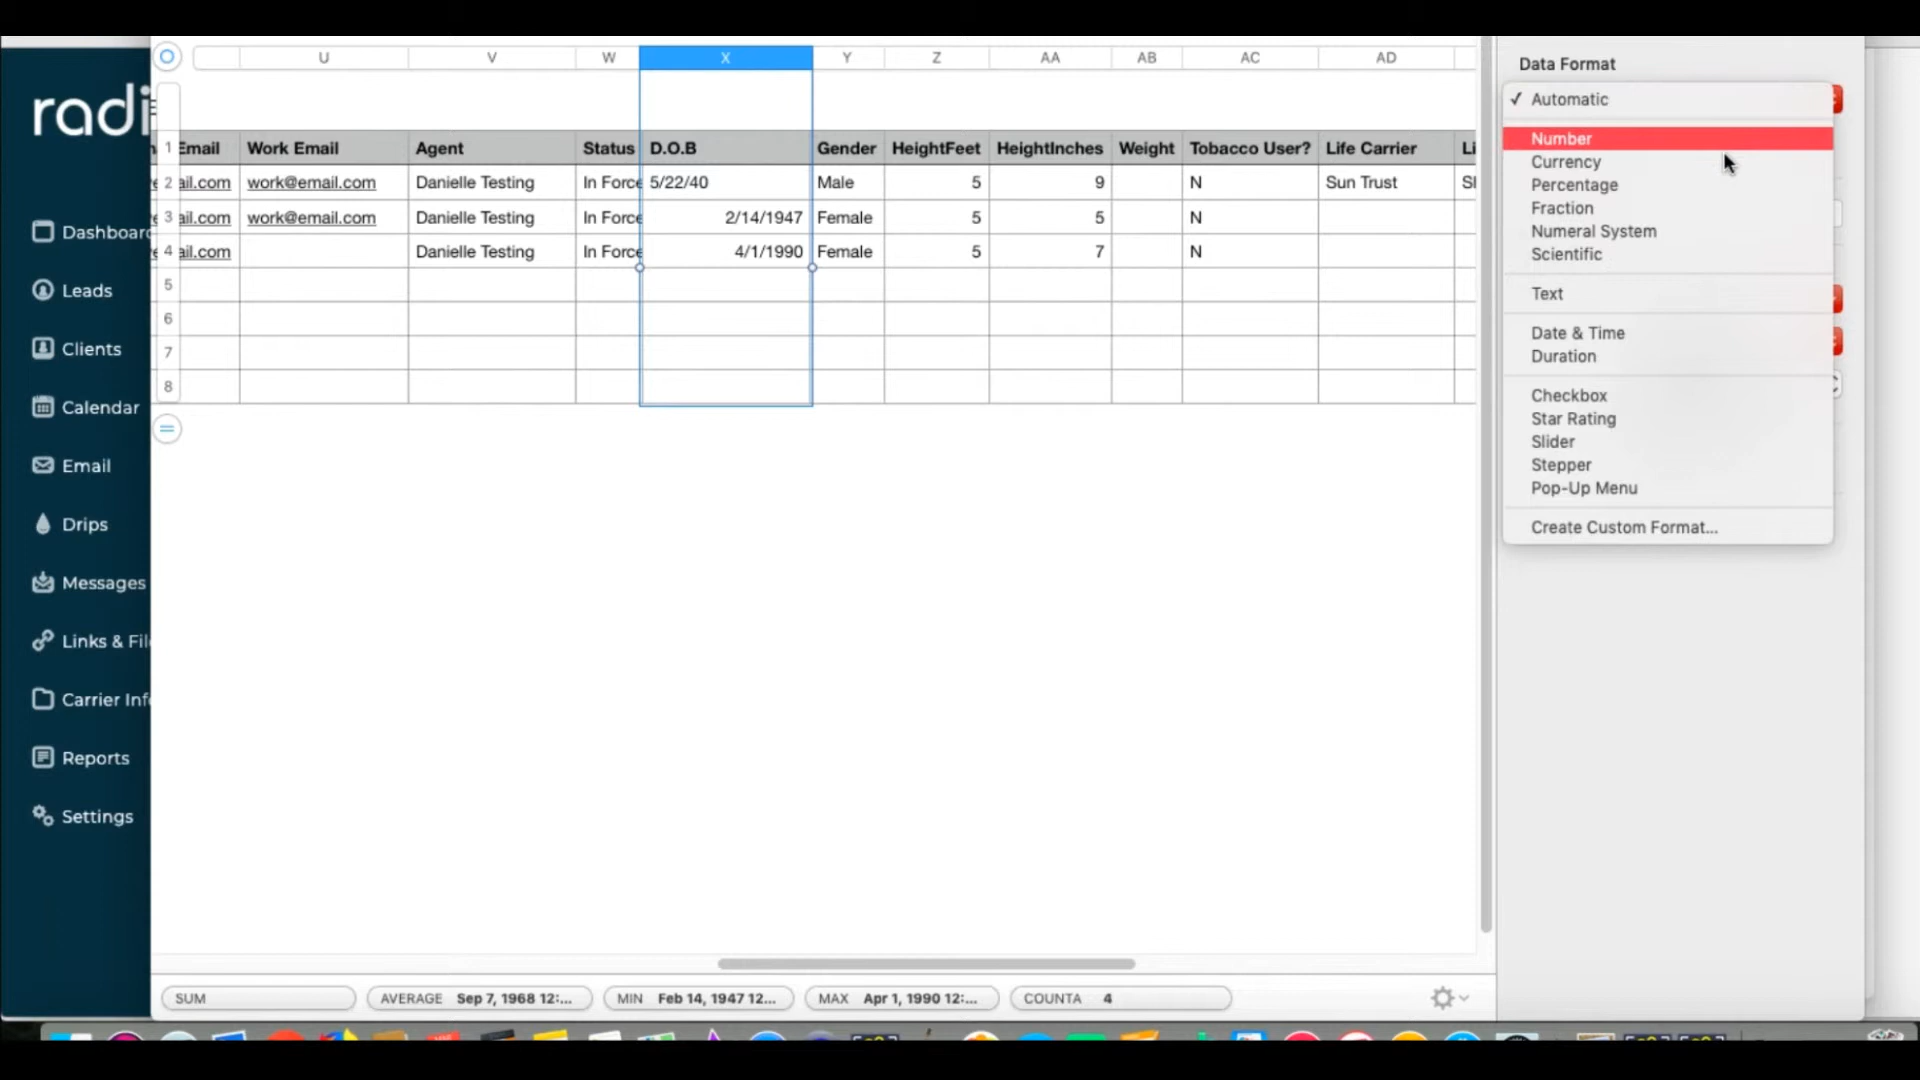 radi
Dashboard
Leads
Clients
Calendar
Email
Drips
Messages
Links & Fil
Carrier Inf
Reports
Settings
U V W X Y Z AA AB AC AD
1 Email Work Email Agent Status D.O.B Gender HeightFeet HeightInches Weight Tobacco User? Life Carrier Li
2 ail.com work@email.com Danielle Testing In Force 5/22/40 Male 5 9 N Sun Trust
3 ail.com work@email.com Danielle Testing In Force 2/14/1947 Female 5 5 N
4 ail.com Danielle Testing In Force 4/1/1990 Female 5 7 N
5
6
7
8
SUM AVERAGE Sep 7, 1968 12:... MIN Feb 14, 1947 12... MAX Apr 1, 1990 12:... COUNTA 4
Data Format
✓ Automatic
Number
Currency
Percentage
Fraction
Numeral System
Scientific
Text
Date & Time
Duration
Checkbox
Star Rating
Slider
Stepper
Pop-Up Menu
Create Custom Format...